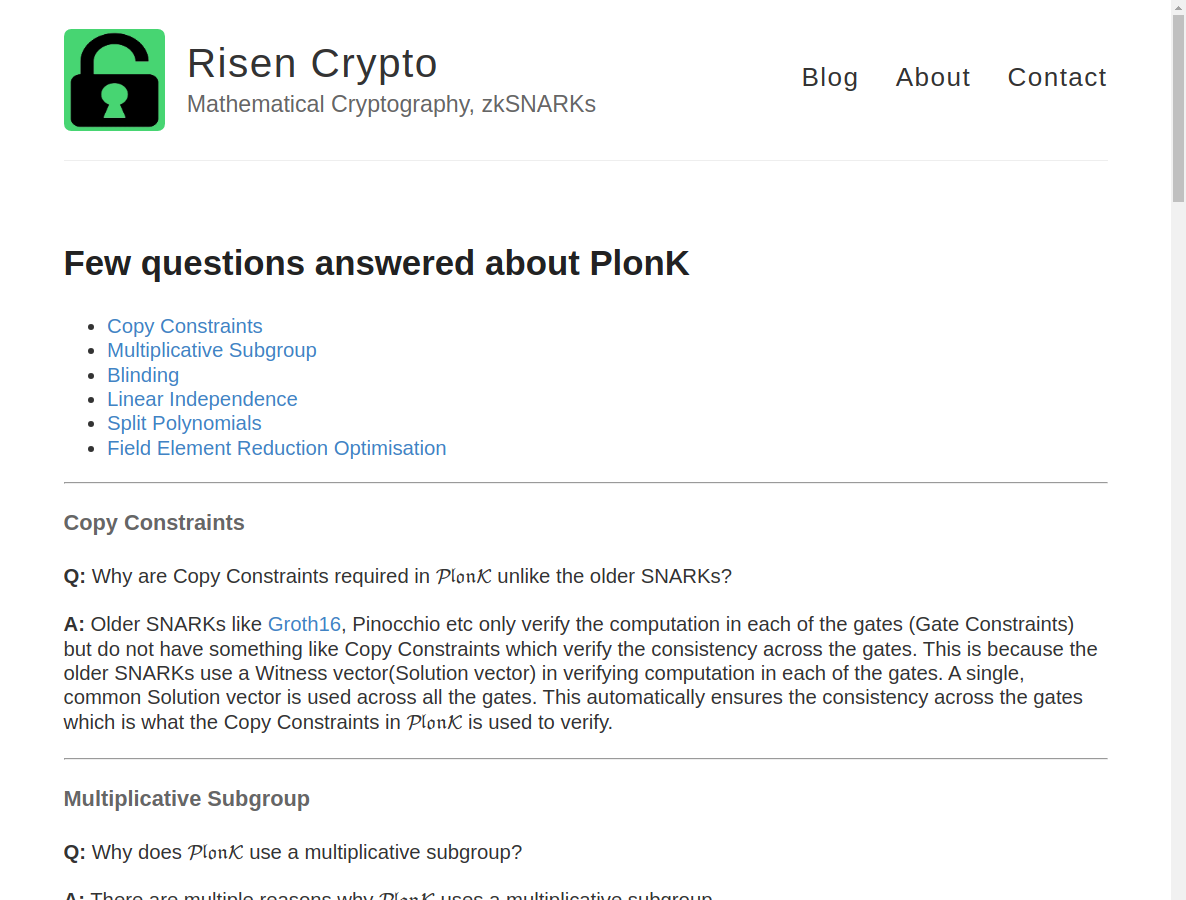 Risen Crypto
Mathematical Cryptography, zkSNARKs
Blog About Contact
Few questions answered about PlonK
Copy Constraints
Multiplicative Subgroup
Blinding
Linear Independence
Split Polynomials
Field Element Reduction Optimisation
Copy Constraints
Q: Why are Copy Constraints required in 𝒫𝔩𝔬𝔫𝒦 unlike the older SNARKs?
A: Older SNARKs like Groth16, Pinocchio etc only verify the computation in each of the gates (Gate Constraints)
but do not have something like Copy Constraints which verify the consistency across the gates. This is because the
older SNARKs use a Witness vector(Solution vector) in verifying computation in each of the gates. A single,
common Solution vector is used across all the gates. This automatically ensures the consistency across the gates
which is what the Copy Constraints in 𝒫𝔩𝔬𝔫𝒦 is used to verify.
Multiplicative Subgroup
Q: Why does 𝒫𝔩𝔬𝔫𝒦 use a multiplicative subgroup?
A: There are multiple reasons why 𝒫𝔩𝔬𝔫𝒦 uses a multiplicative subgroup